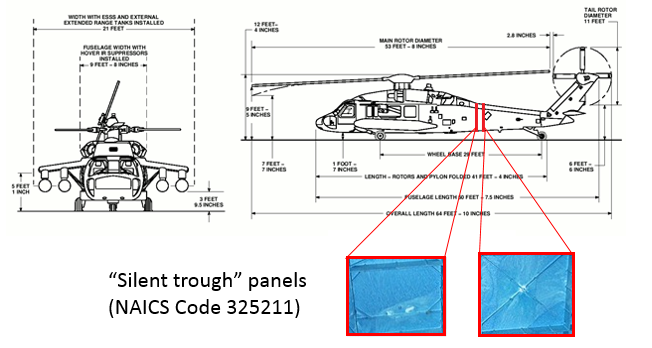 WIDTH WITH ESSS AND EXTERNAL
EXTENDED RANGE TANKS INSTALLED
21 FEET
FUSELAGE WIDTH WITH
HOVER IR SUPPRESSORS
INSTALLED
9 FEET – 8 INCHES
5 FEET
1 INCH
3 FEET
9.5 INCHES
12 FEET–
4 INCHES
MAIN ROTOR DIAMETER
53 FEET – 8 INCHES
2.8 INCHES
TAIL ROTOR
DIAMETER
11 FEET
9 FEET –
5 INCHES
7 FEET –
7 INCHES
1 FOOT–
7 INCHES
WHEEL BASE 29 FEET
6 FEET –
6 INCHES
LENGTH – ROTORS AND PYLON FOLDED 41 FEET – 4 INCHES
FUSELAGE LENGTH 50 FEET – 7.5 INCHES
OVERALL LENGTH 64 FEET – 10 INCHES
“Silent trough” panels
(NAICS Code 325211)